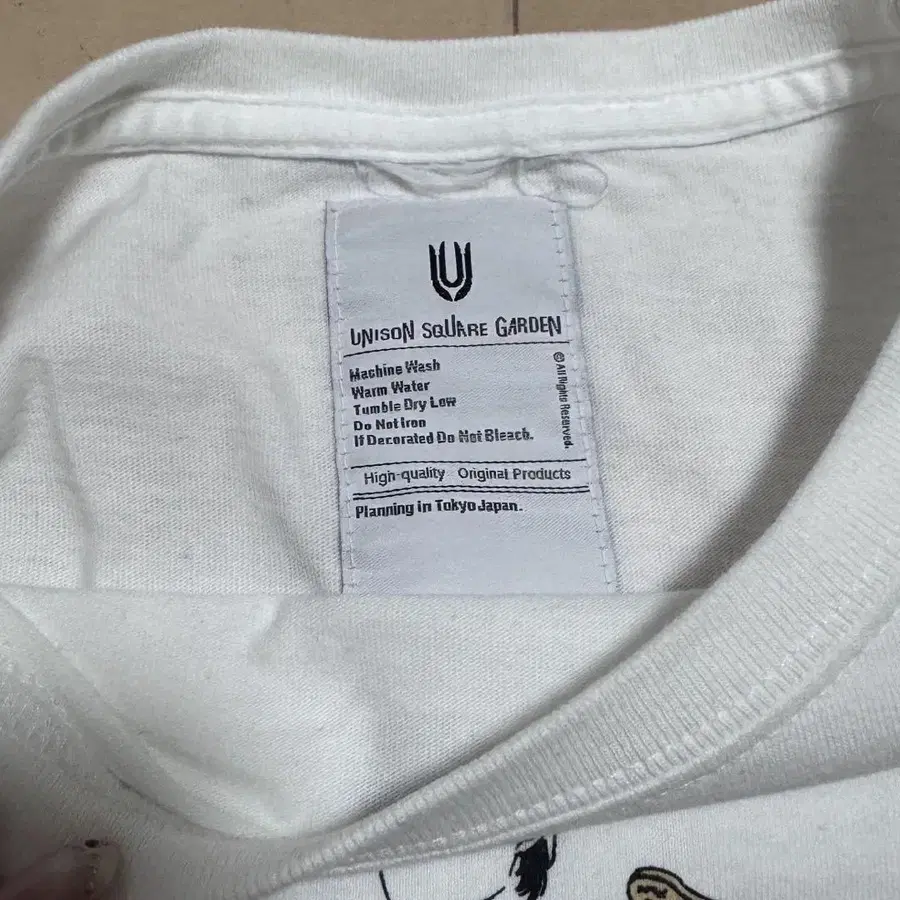 U
UNISON SQUARE GARDEN
Machine Wash
Warm Water
Tumble Dry Low
Do Not Iron
If Decorated Do Not Bleach.
©All Rights Reserved.
High-quality Original Products
Planning in Tokyo Japan.